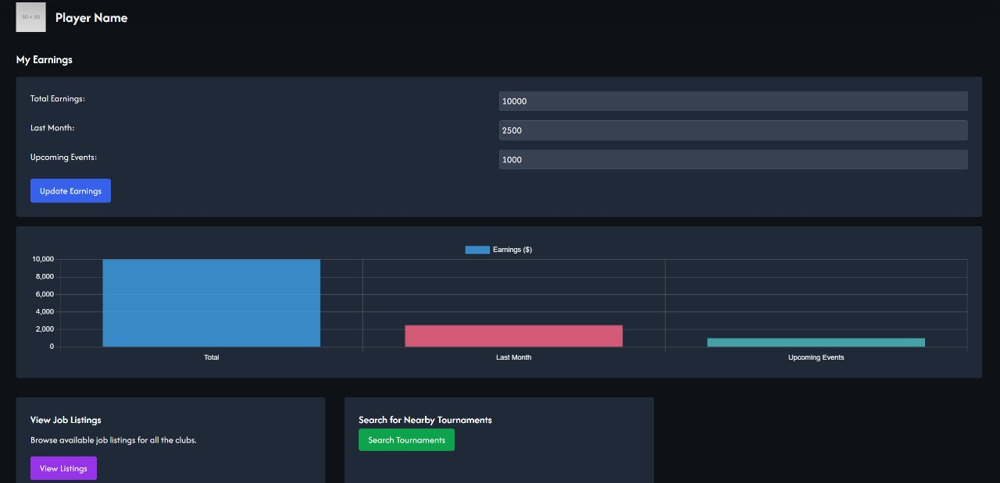 50 × 50
Player Name
My Earnings
Total Earnings:
10000
Last Month:
2500
Upcoming Events:
1000
Update Earnings
Earnings ($)
10,000
8,000
6,000
4,000
2,000
0
Total
Last Month
Upcoming Events
View Job Listings
Browse available job listings for all the clubs.
View Listings
Search for Nearby Tournaments
Search Tournaments